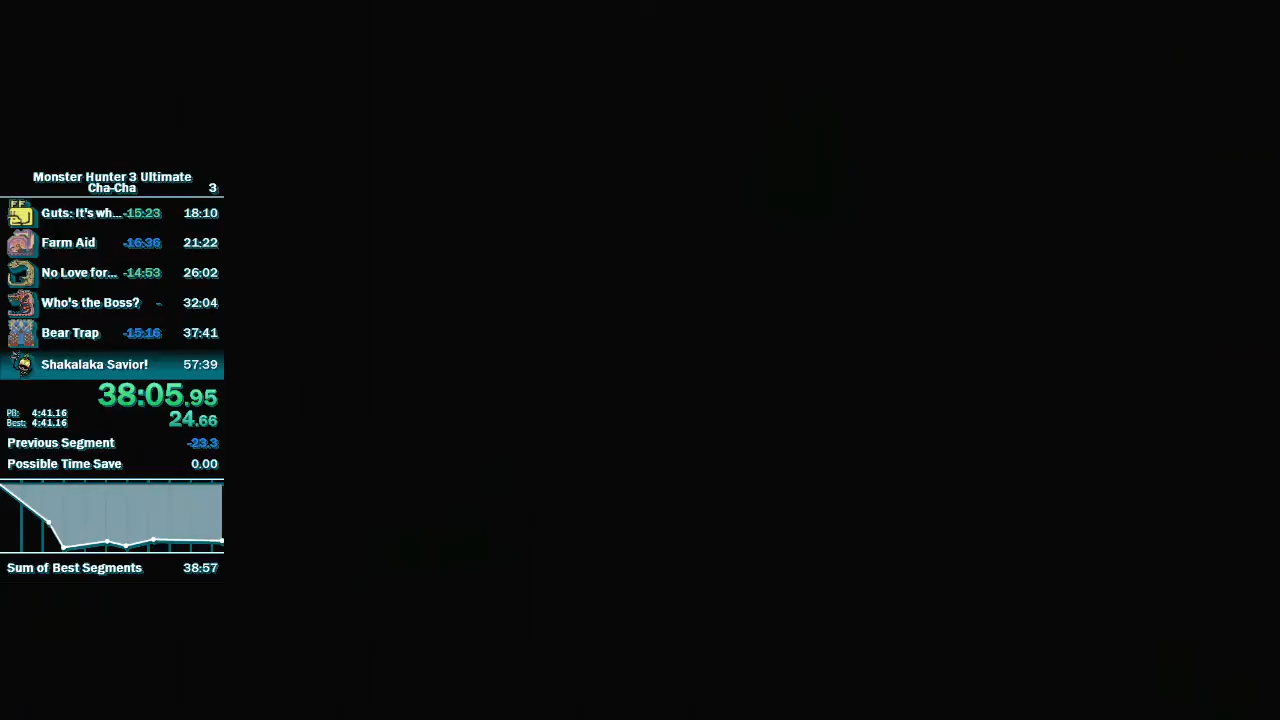 Monster Hunter 3 Ultimate
Cha-Cha 3
FF
Guts: It's wh... -15:23 18:10
Farm Aid -16:36 21:22
No Love for... -14:53 26:02
Who's the Boss? - 32:04
Bear Trap -15:16 37:41
Shakalaka Savior! 57:39
38:05.95
PB: 4:41.16 24.66
Best: 4:41.16
Previous Segment -23.3
Possible Time Save 0.00
Sum of Best Segments 38:57